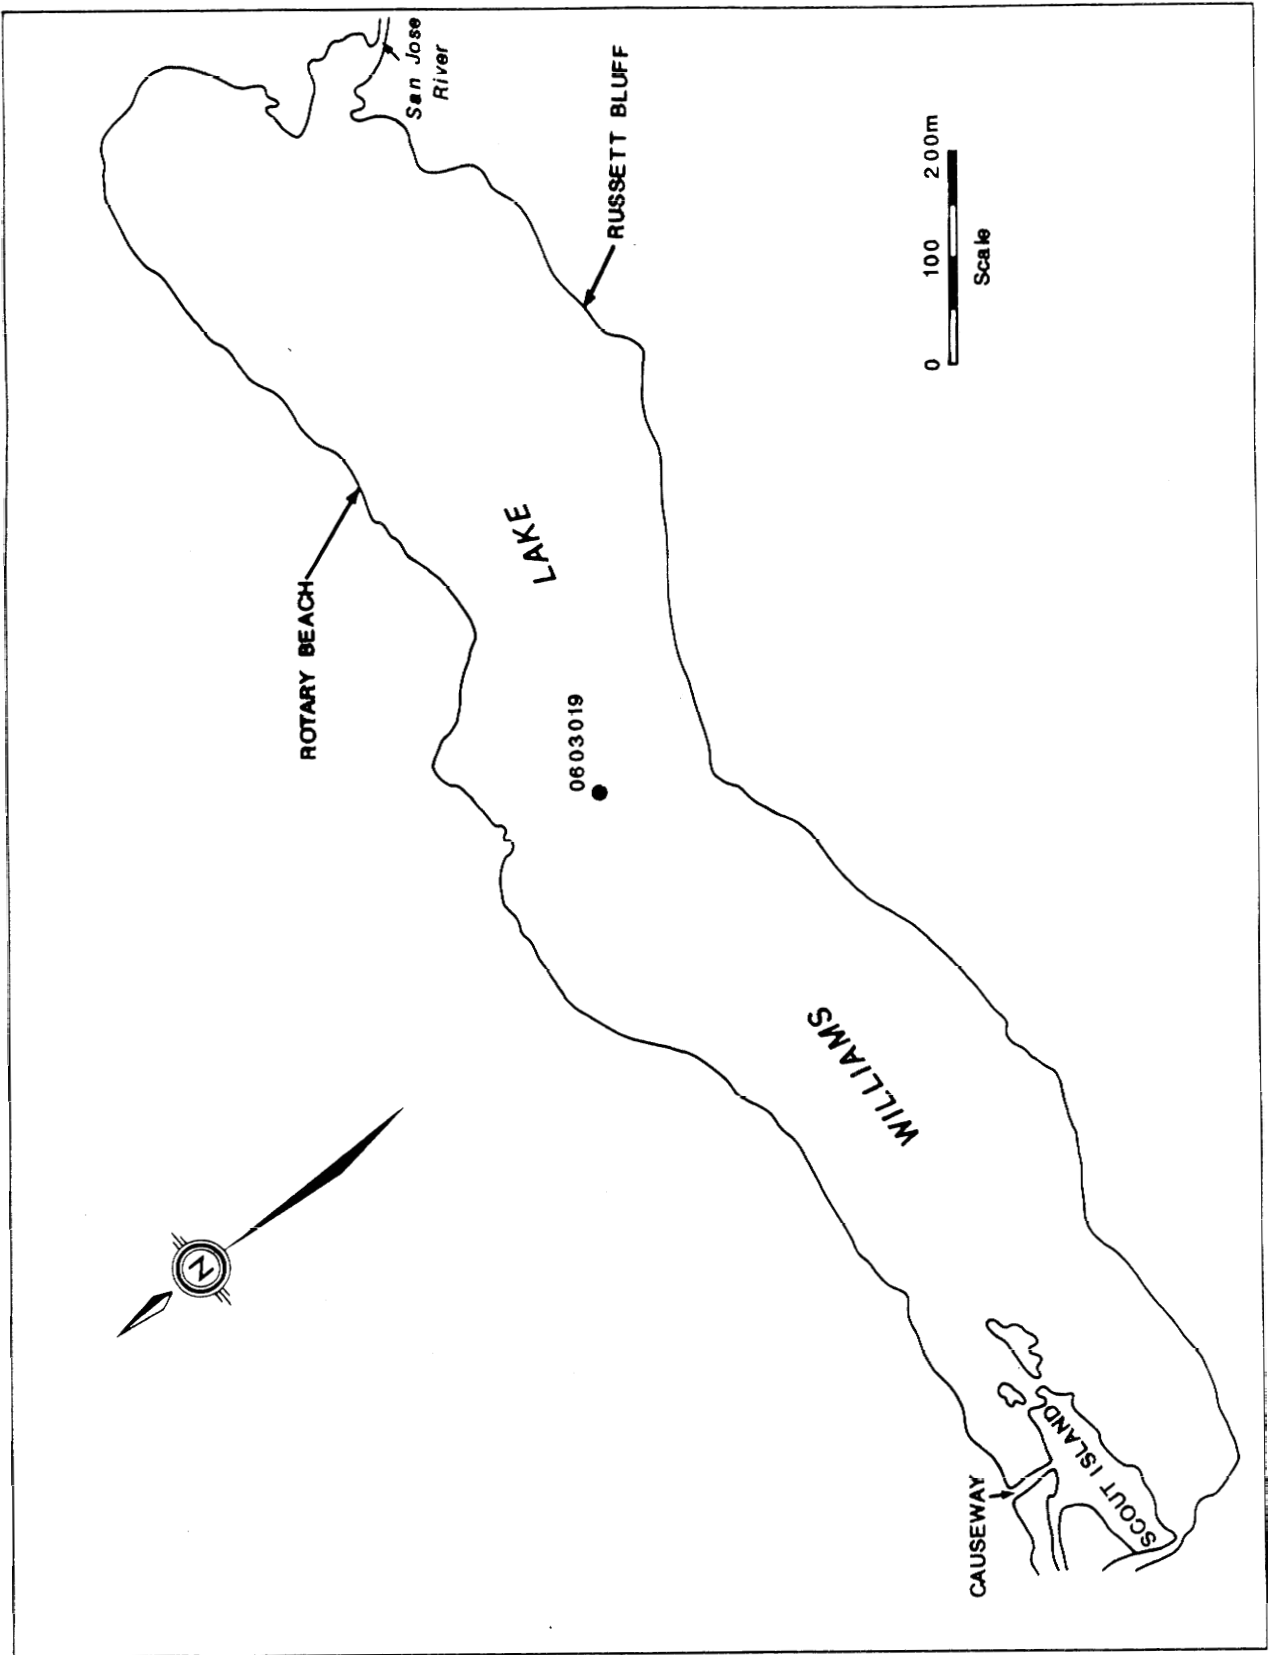 San Jose
River
RUSSETT BLUFF
0 100 200m
Scale
ROTARY BEACH
LAKE
0603019
WILLIAMS
N
SCOUT ISLAND
CAUSEWAY